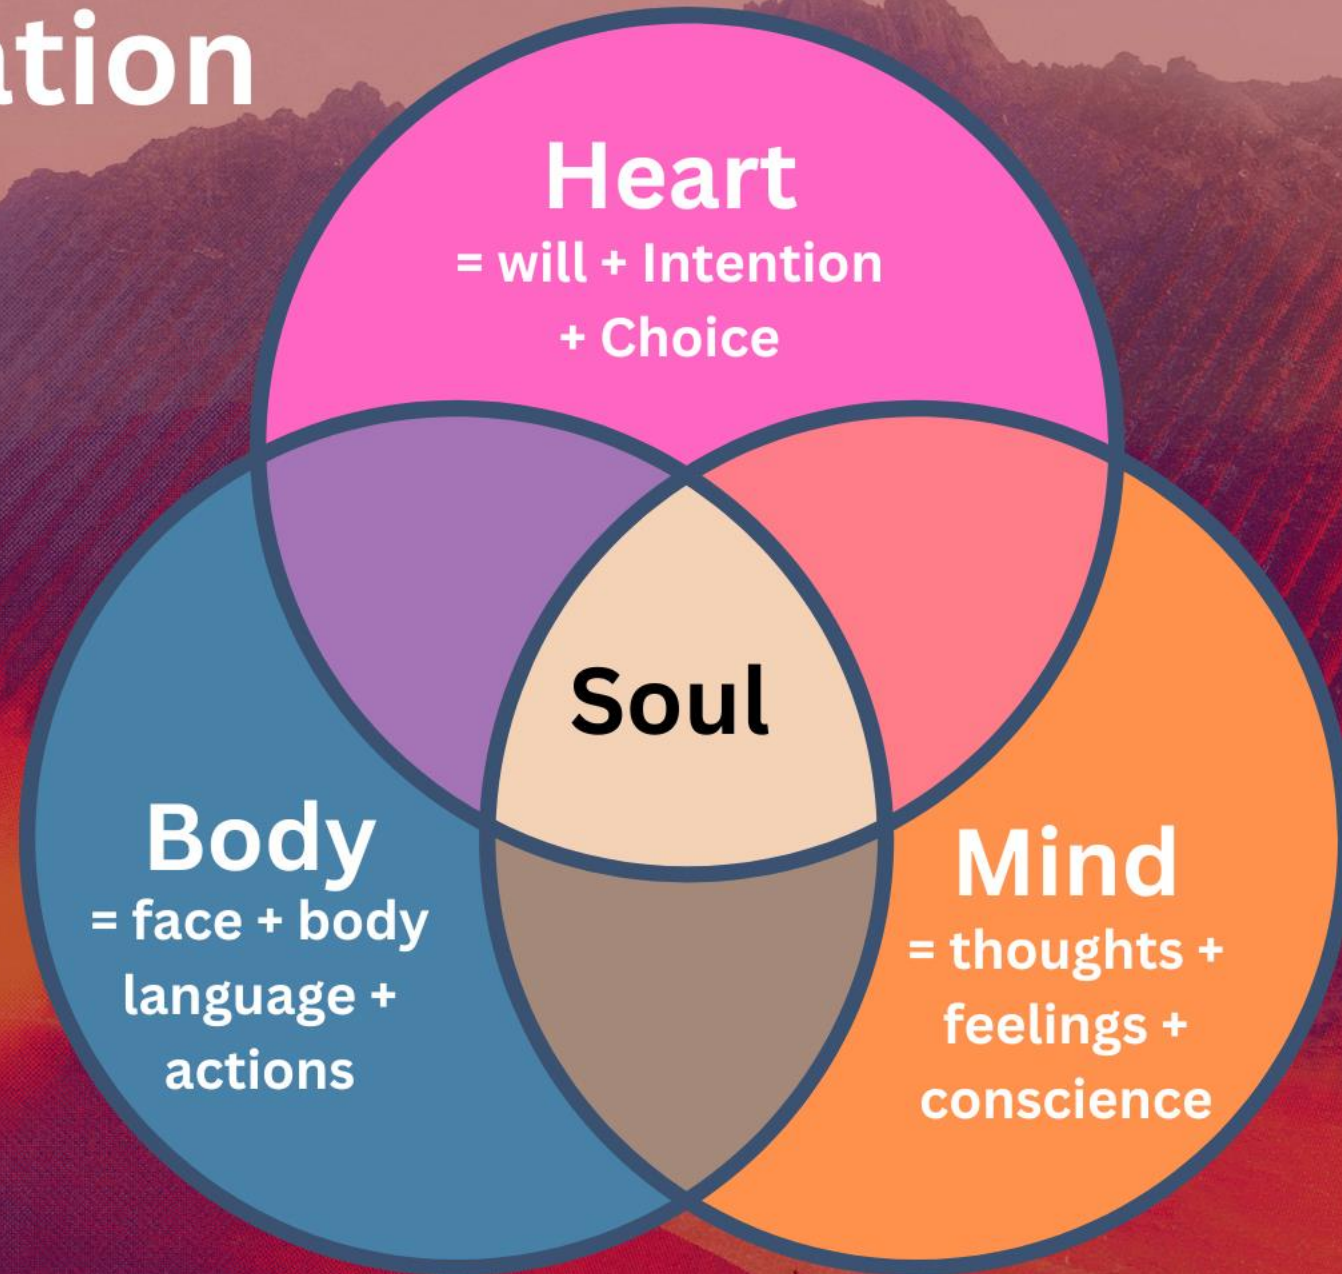 ation
Heart
= will + Intention
+ Choice
Soul
Body
= face + body
language +
actions
Mind
= thoughts +
feelings +
conscience